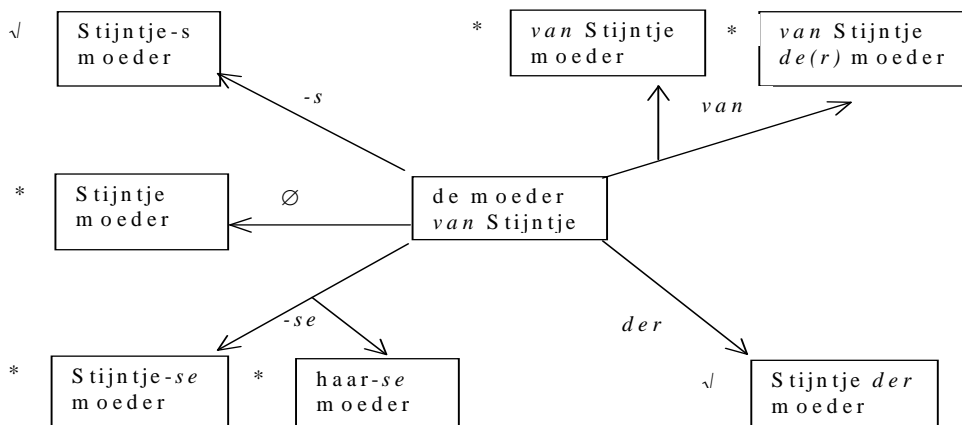 √ Stijntje-s
moeder
* van Stijntje
moeder
* van Stijntje
de(r) moeder
-s
van
* Stijntje
moeder
∅
de moeder
van Stijntje
-se
der
* Stijntje-se
moeder
* haar-se
moeder
√ Stijntje der
moeder